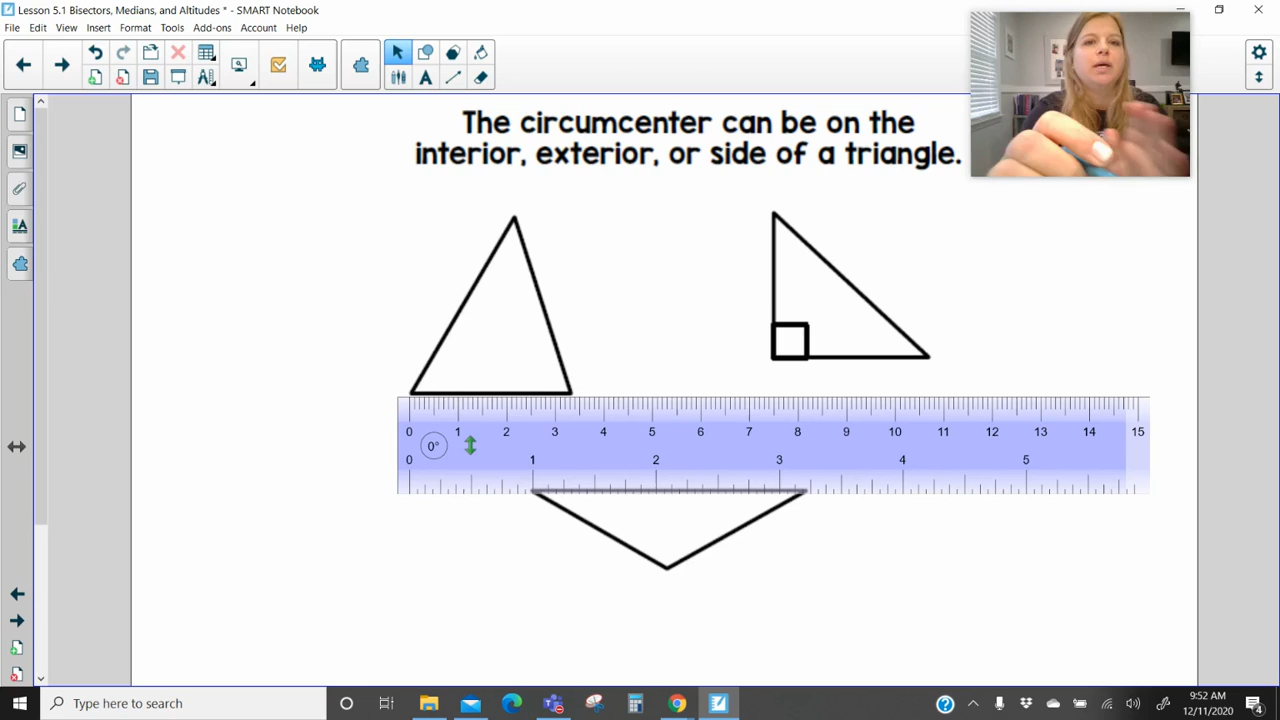 Lesson 5.1 Bisectors, Medians, and Altitudes * - SMART Notebook
File Edit View Insert Format Tools Add-ons Account Help
The circumcenter can be on the
interior, exterior, or side of a triangle.
0 1 2 3 4 5 6 7 8 9 10 11 12 13 14 15
0°
0 1 2 3 4 5
Type here to search
9:52 AM
12/11/2020
4